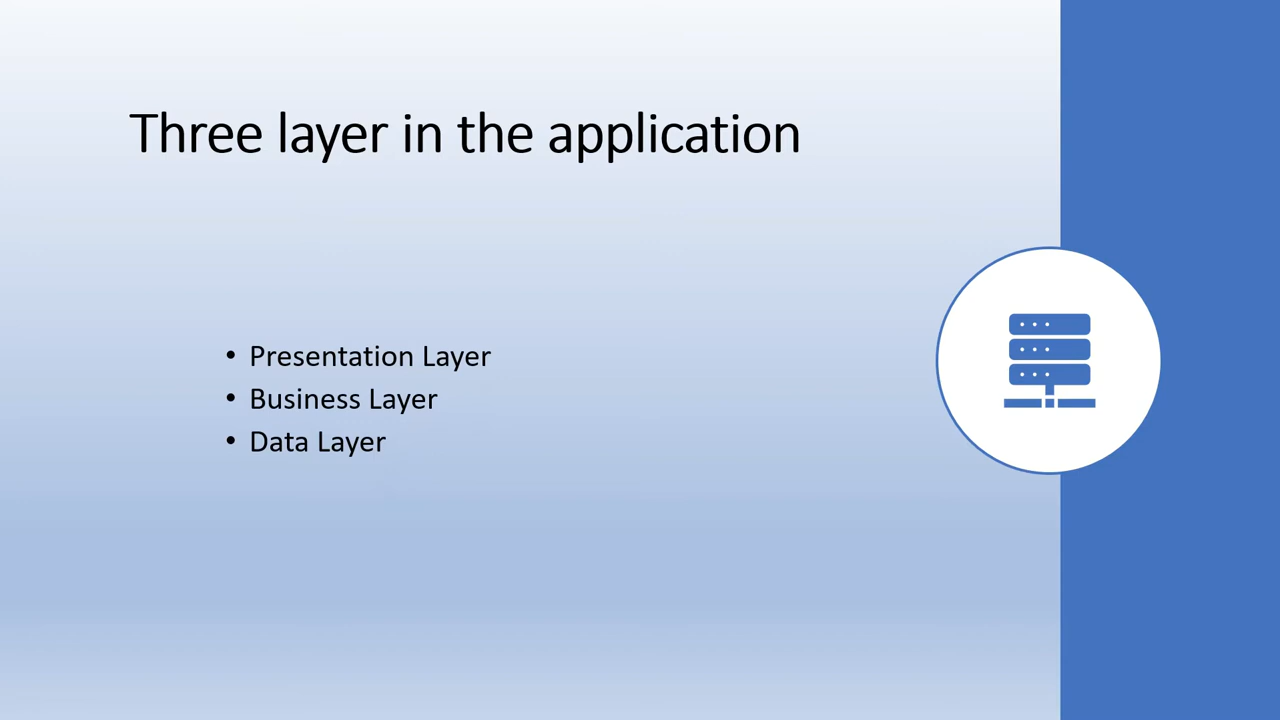 Three layer in the application
• Presentation Layer
• Business Layer
• Data Layer